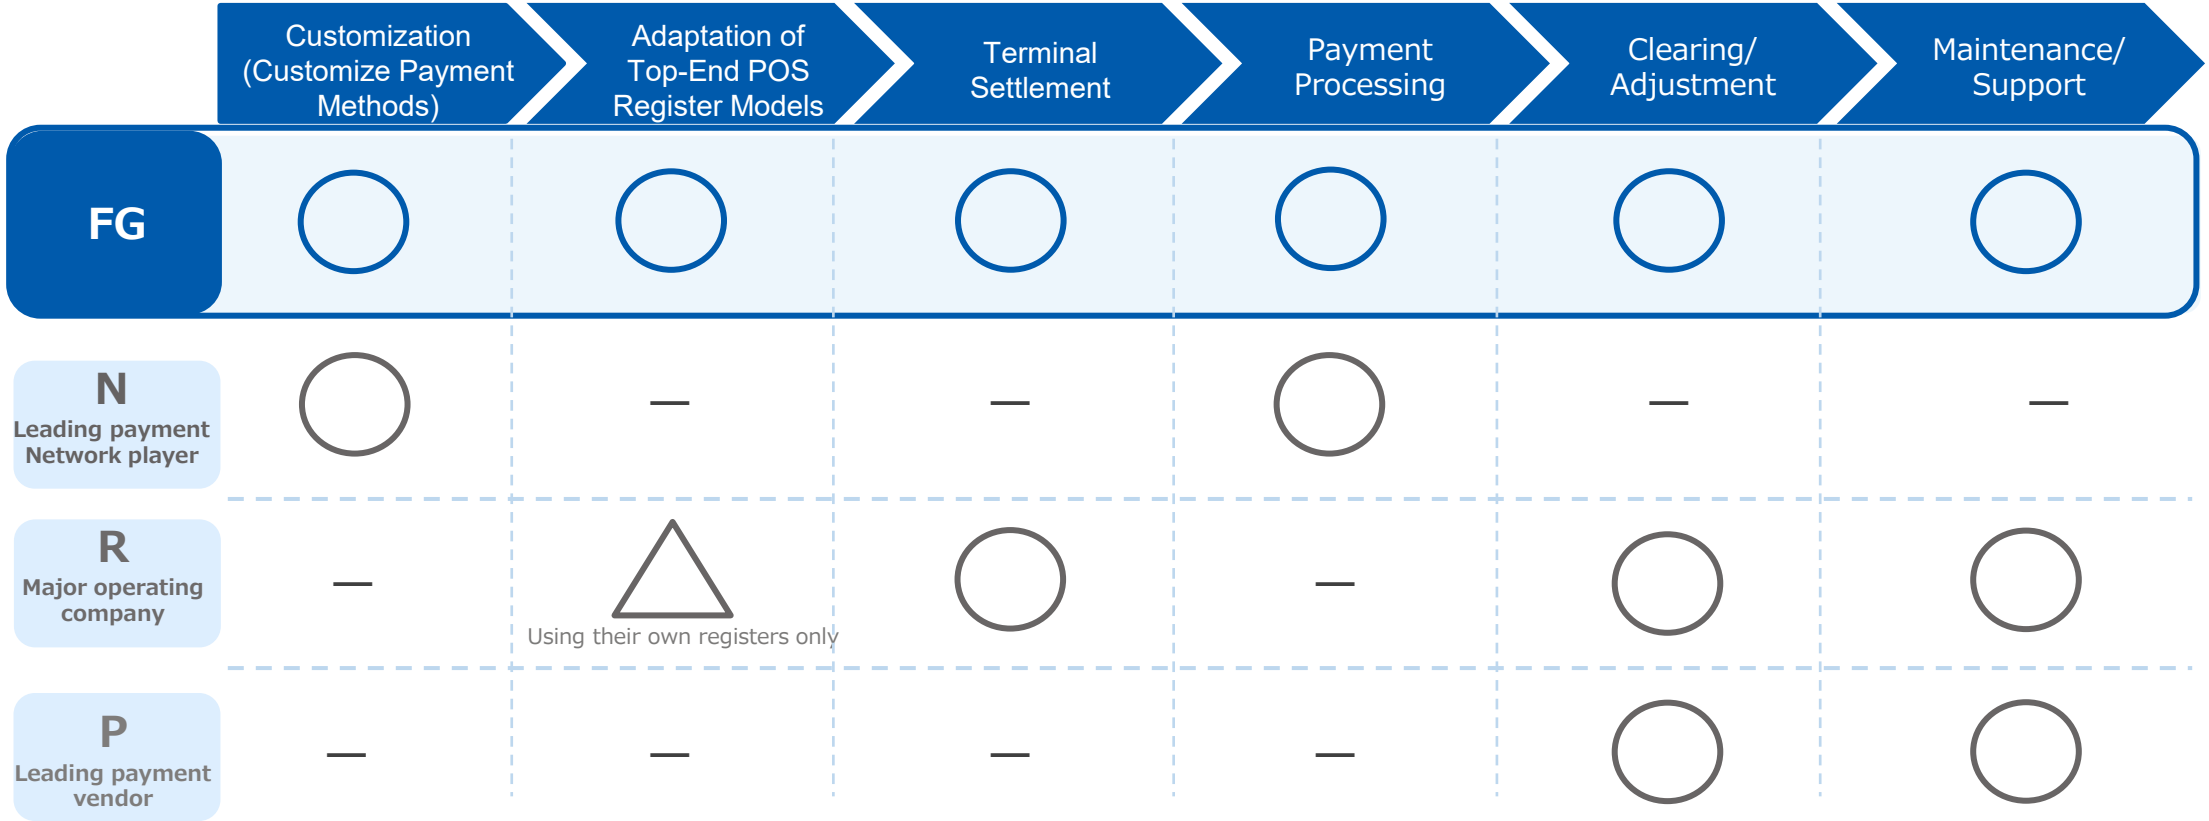 Customization
(Customize Payment
Methods)
Adaptation of
Top-End POS
Register Models
Terminal
Settlement
Payment
Processing
Clearing/
Adjustment
Maintenance/
Support
FG
N
Leading payment
Network player
—
—
—
—
R
Major operating
company
—
Using their own registers only
—
P
Leading payment
vendor
—
—
—
—